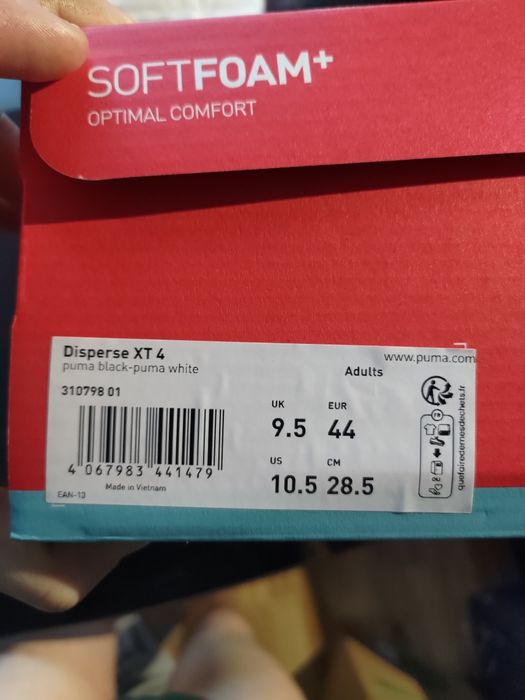 SOFTFOAM+
OPTIMAL COMFORT
Disperse XT 4
puma black-puma white
310798 01
www.puma.com
Adults
UK EUR
9.5 44
US CM
10.5 28.5
4 067983 441479
Made in Vietnam
EAN-13
quefairedemesdechets.fr